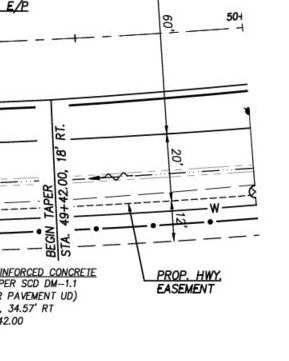 E/P
60'
50+
20'
12'
W
BEGIN TAPER
STA. 49+42.00, 18' RT.
INFORCED CONCRETE
PER SCD DM-1.1
R PAVEMENT UD)
, 34.57' RT
42.00
PROP. HWY.
EASEMENT